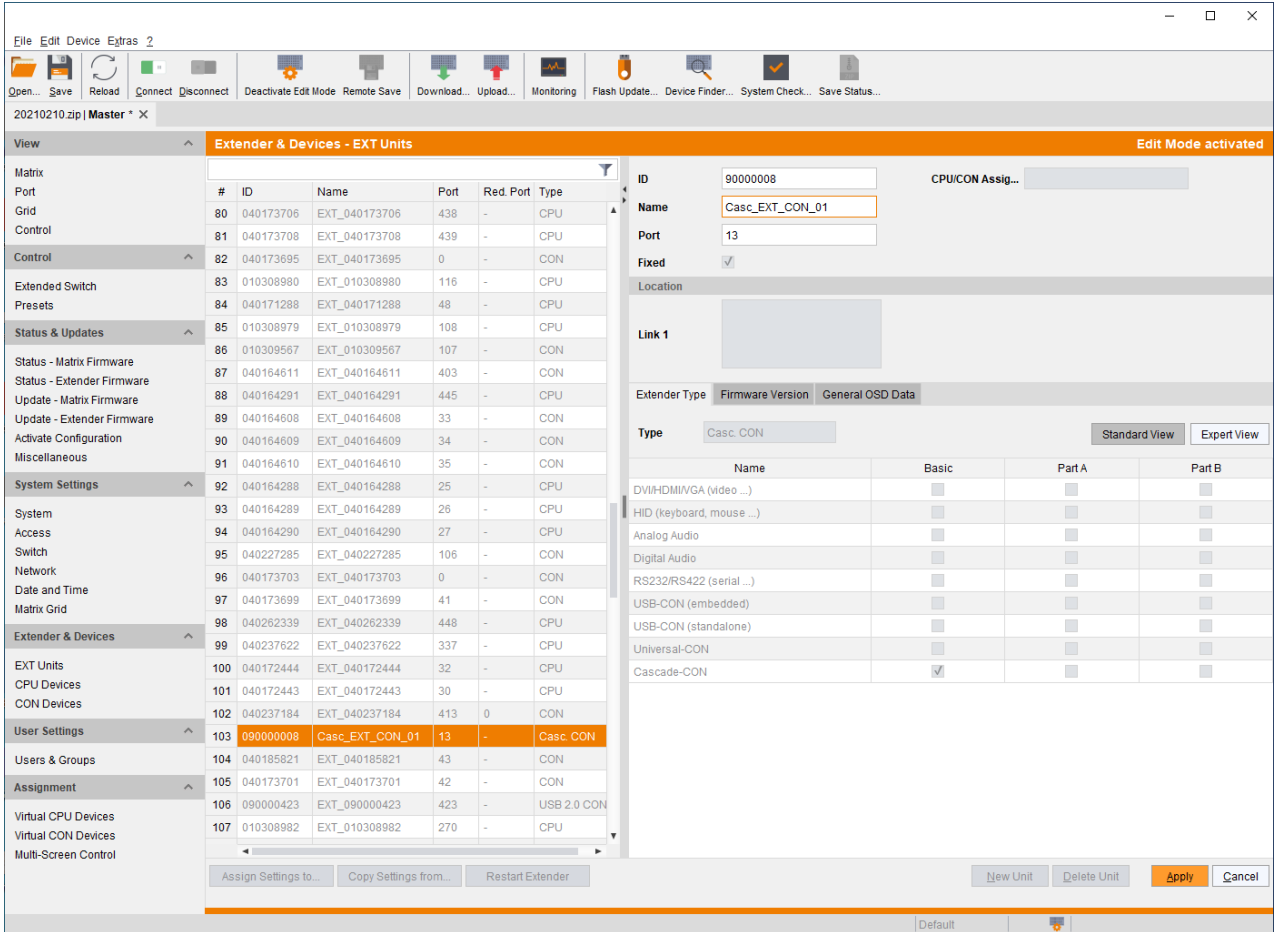 File Edit Device Extras ?
Open... Save Reload Connect Disconnect Deactivate Edit Mode Remote Save Download... Upload... Monitoring Flash Update... Device Finder... System Check... Save Status...
20210210.zip| Master *
View
Matrix
Port
Grid
Control
Control
Extended Switch
Presets
Status & Updates
Status - Matrix Firmware
Status - Extender Firmware
Update - Matrix Firmware
Update - Extender Firmware
Activate Configuration
Miscellaneous
System Settings
System
Access
Switch
Network
Date and Time
Matrix Grid
Extender & Devices
EXT Units
CPU Devices
CON Devices
User Settings
Users & Groups
Assignment
Virtual CPU Devices
Virtual CON Devices
Multi-Screen Control
Extender & Devices - EXT Units Edit Mode activated
# ID Name Port Red. Port Type
80 040173706 EXT_040173706 438 - CPU
81 040173708 EXT_040173708 439 - CPU
82 040173695 EXT_040173695 0 - CON
83 010308980 EXT_010308980 116 - CPU
84 040171288 EXT_040171288 48 - CPU
85 010308979 EXT_010308979 108 - CPU
86 010309567 EXT_010309567 107 - CON
87 040164611 EXT_040164611 403 - CON
88 040164291 EXT_040164291 445 - CPU
89 040164608 EXT_040164608 33 - CON
90 040164609 EXT_040164609 34 - CON
91 040164610 EXT_040164610 35 - CON
92 040164288 EXT_040164288 25 - CPU
93 040164289 EXT_040164289 26 - CPU
94 040164290 EXT_040164290 27 - CPU
95 040227285 EXT_040227285 106 - CON
96 040173703 EXT_040173703 0 - CON
97 040173699 EXT_040173699 41 - CON
98 040262339 EXT_040262339 448 - CPU
99 040237622 EXT_040237622 337 - CPU
100 040172444 EXT_040172444 32 - CPU
101 040172443 EXT_040172443 30 - CPU
102 040237184 EXT_040237184 413 0 CON
103 090000008 Casc_EXT_CON_01 13 - Casc. CON
104 040185821 EXT_040185821 43 - CON
105 040173701 EXT_040173701 42 - CON
106 090000423 EXT_090000423 423 - USB 2.0 CON
107 010308982 EXT_010308982 270 - CPU
Assign Settings to... Copy Settings from... Restart Extender
ID 90000008 CPU/CON Assig...
Name Casc_EXT_CON_01
Port 13
Fixed
Location
Link 1
Extender Type Firmware Version General OSD Data
Type Casc. CON Standard View Expert View
Name Basic Part A Part B
DVI/HDMI/VGA (video ...)
HID (keyboard, mouse ...)
Analog Audio
Digital Audio
RS232/RS422 (serial ...)
USB-CON (embedded)
USB-CON (standalone)
Universal-CON
Cascade-CON
New Unit Delete Unit Apply Cancel
Default